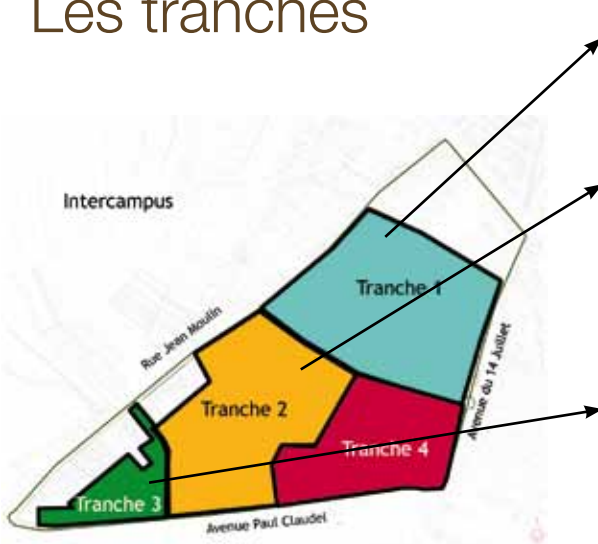 Les tranches
Intercampus
Tranche 1
Rue Jean Moulin
Avenue du 14 Juillet
Tranche 2
Tranche 4
Tranche 3
Avenue Paul Claudel